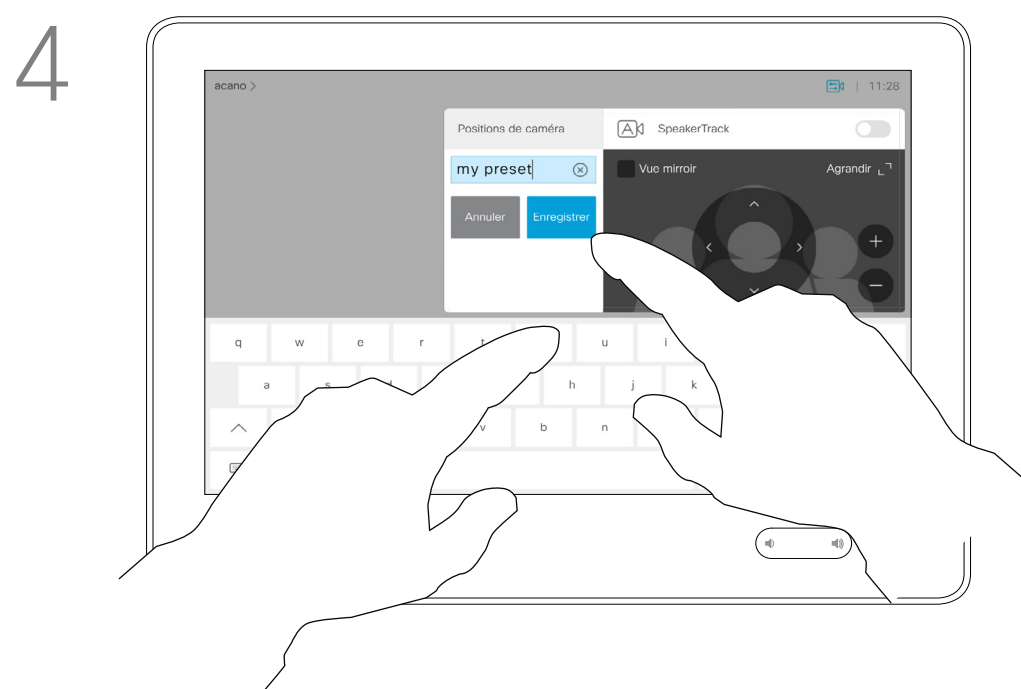 4
acano > 11:28
Positions de caméra
SpeakerTrack
my preset
Vue mirroir
Agrandir
Annuler
Enregistrer
q w e r t u i
a s d h j k
v b n